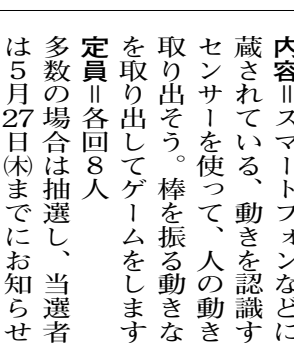 内容＝スマートフォンなどに
蔵されている、動きを認識す
センサーを使って、人の動き
取り出そう。棒を振る動きな
を取り出してゲームをします
定員＝各回８人
多数の場合は抽選し、当選者
は５月27日㈭までにお知らせ